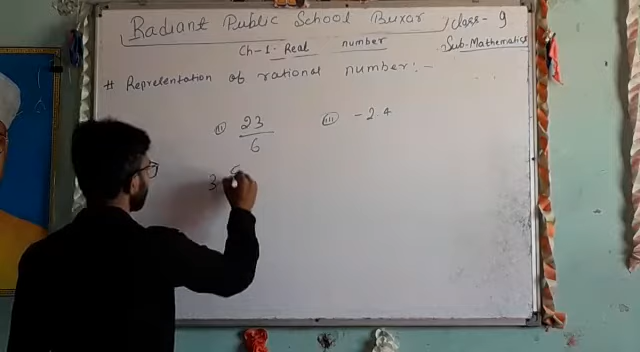 Radiant Public School Buxar / class - 9
Ch-1. Real number
Sub-Mathematics
# Reprelentation of rational number:-
(ii) 23/6
(iii) -2.4
3 5